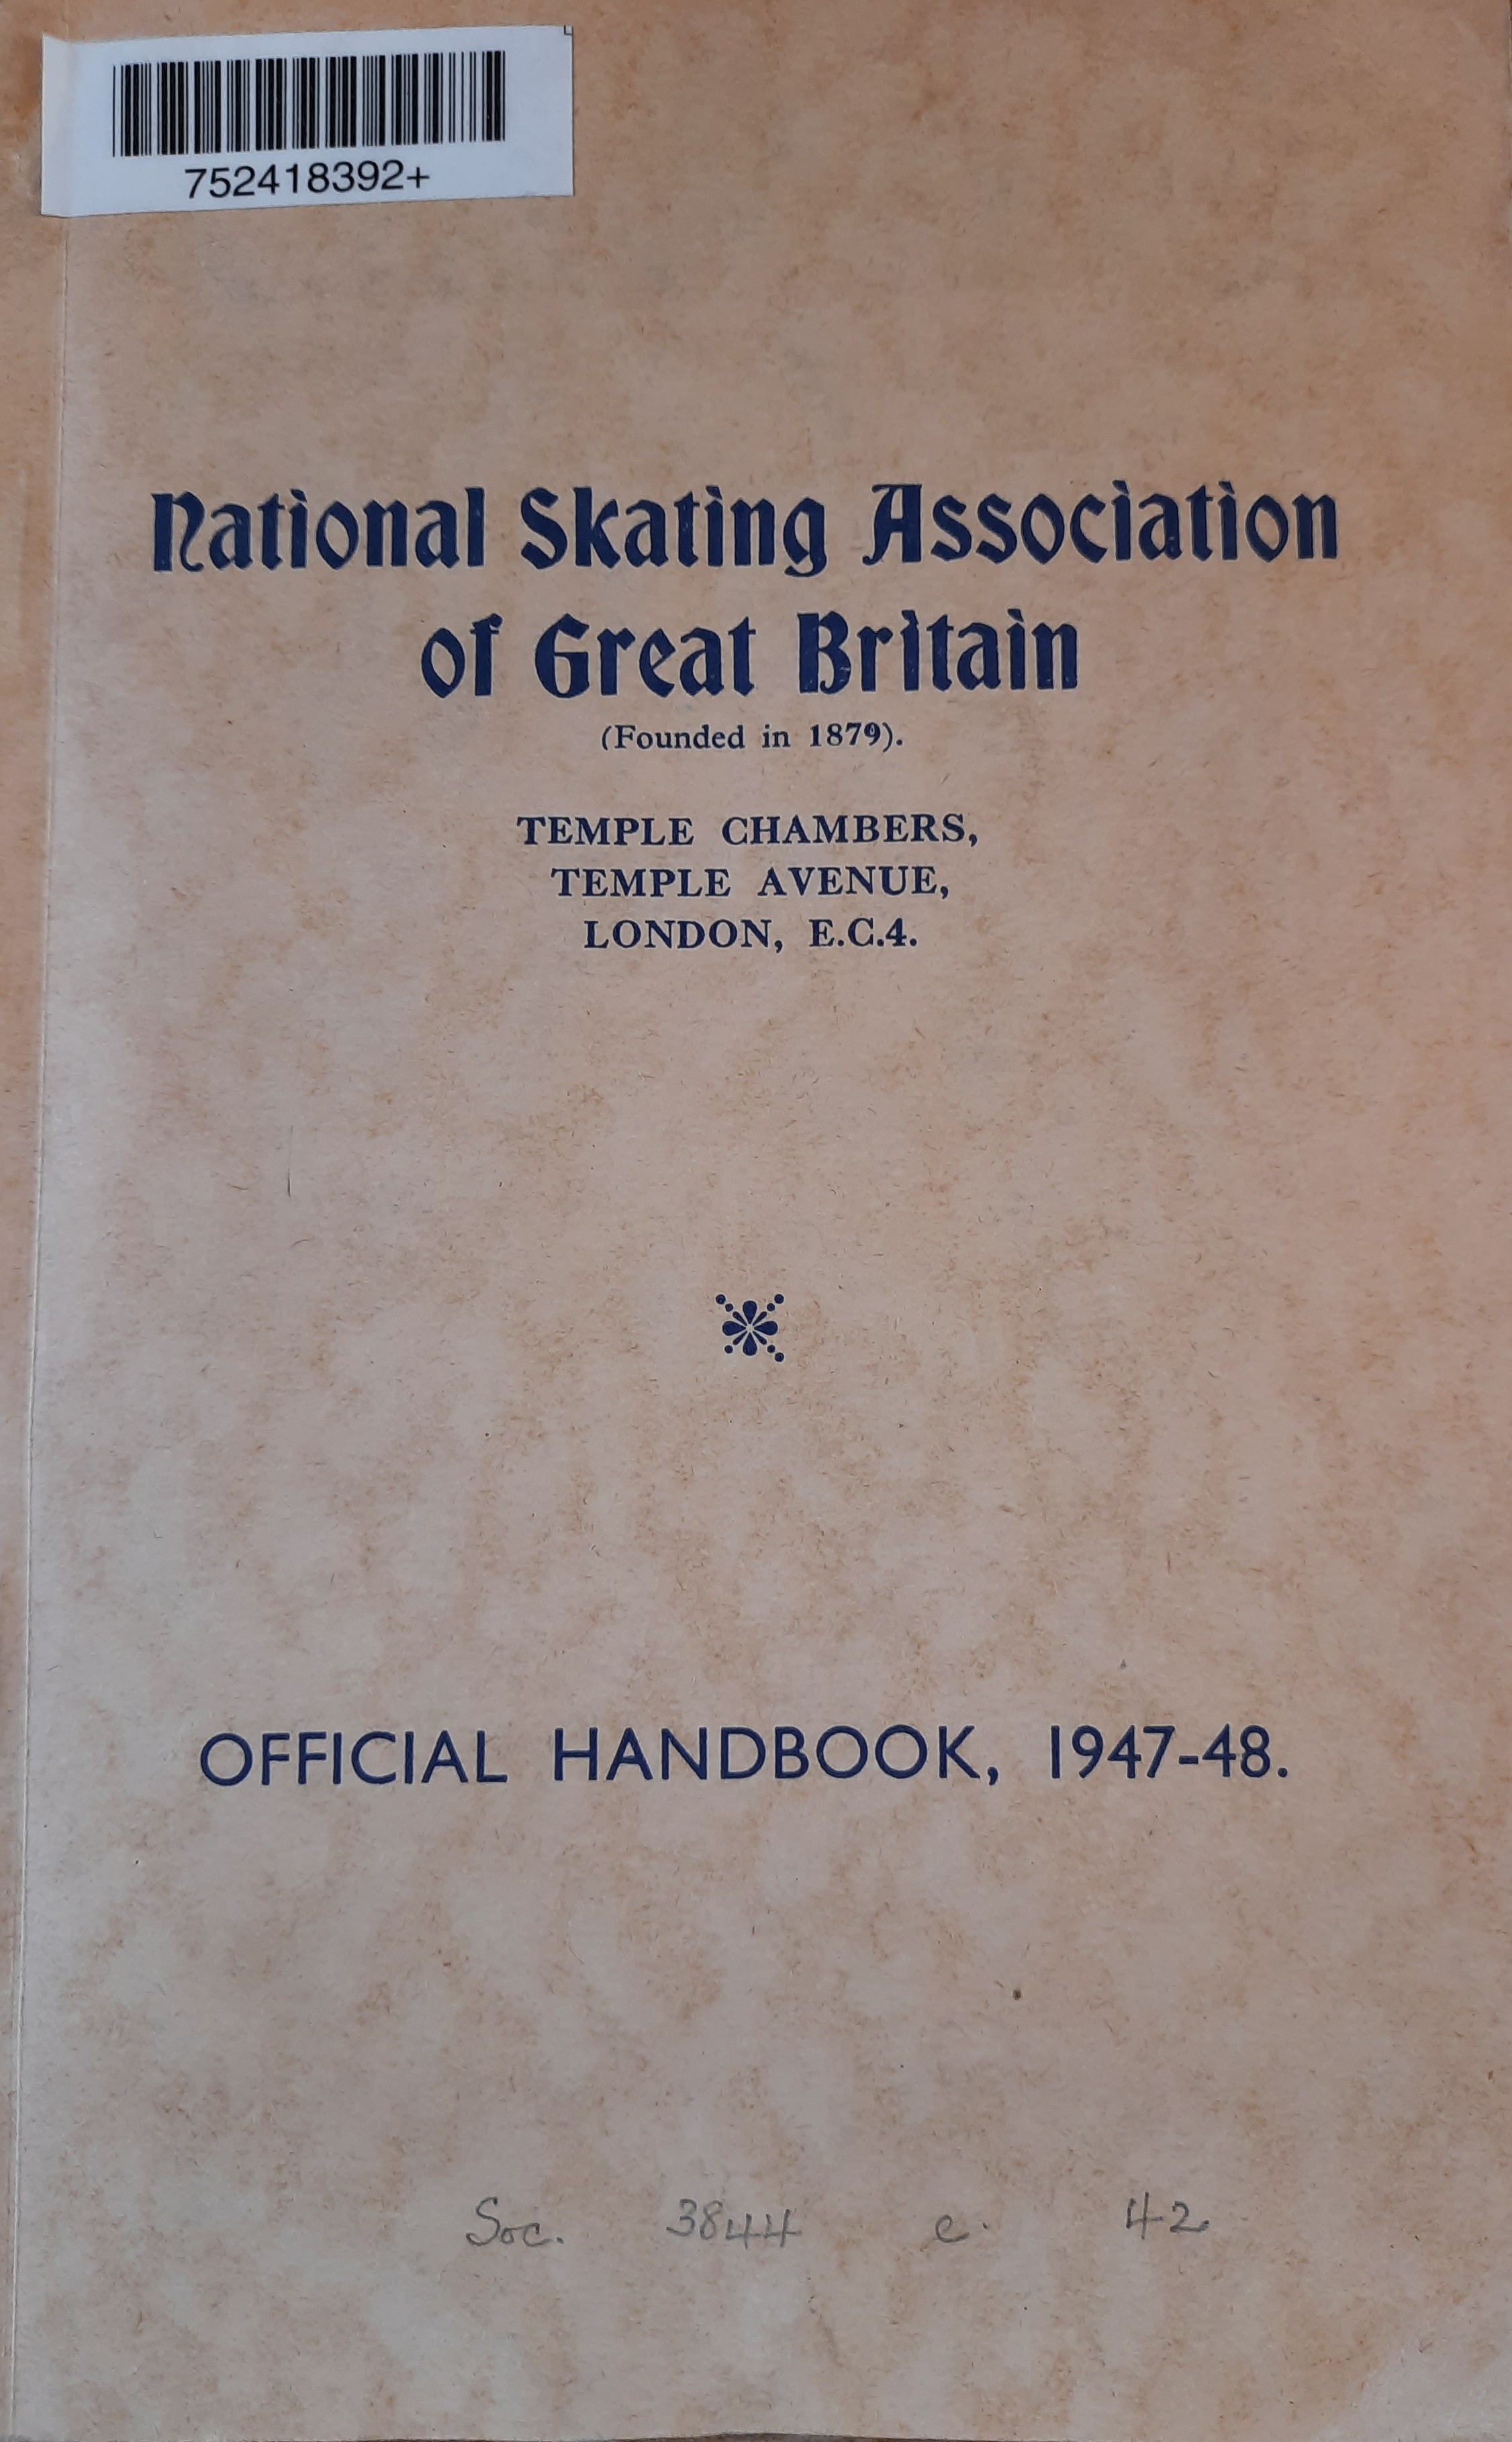 752418392+
National Skating Association
of Great Britain
(Founded in 1879).
TEMPLE CHAMBERS,
TEMPLE AVENUE,
LONDON, E.C.4.
OFFICIAL HANDBOOK, 1947-48.
Soc. 3844 e. 42